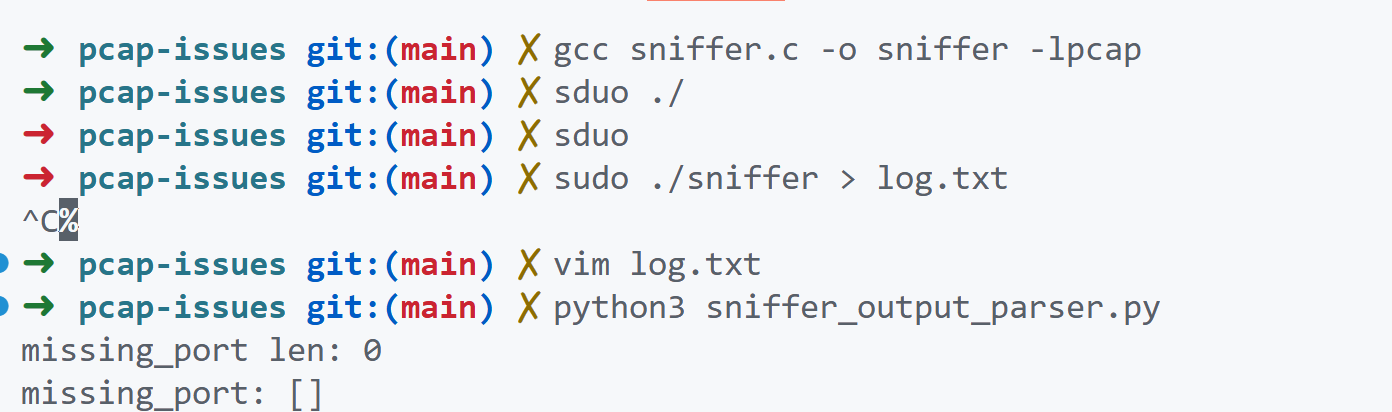 ➜ pcap-issues git:(main) ✗ gcc sniffer.c -o sniffer -lpcap
➜ pcap-issues git:(main) ✗ sduo ./
➜ pcap-issues git:(main) ✗ sduo
➜ pcap-issues git:(main) ✗ sudo ./sniffer > log.txt
^C%
➜ pcap-issues git:(main) ✗ vim log.txt
➜ pcap-issues git:(main) ✗ python3 sniffer_output_parser.py
missing_port len: 0
missing_port: []